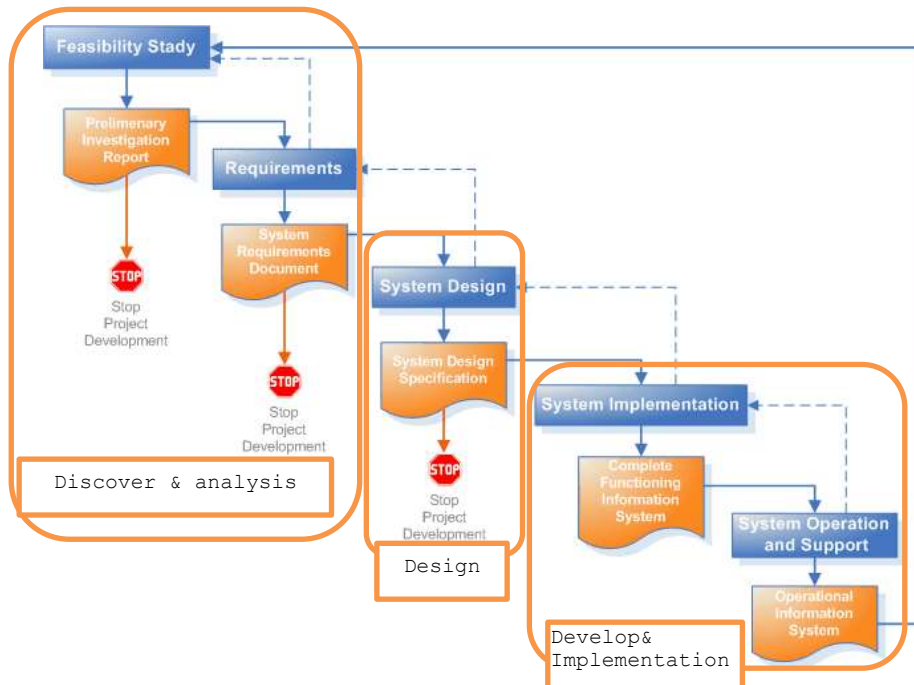 Feasibility Stady
Prelimenary
Investigation
Report
Requirements
STOP
Stop
Project
Development
System
Requirements
Document
STOP
Stop
Project
Development
Discover & analysis
System Design
System Design
Specification
STOP
Stop
Project
Development
Design
System Implementation
Complete
Functioning
Information
System
System Operation
and Support
Operational
Information
System
Develop&
Implementation